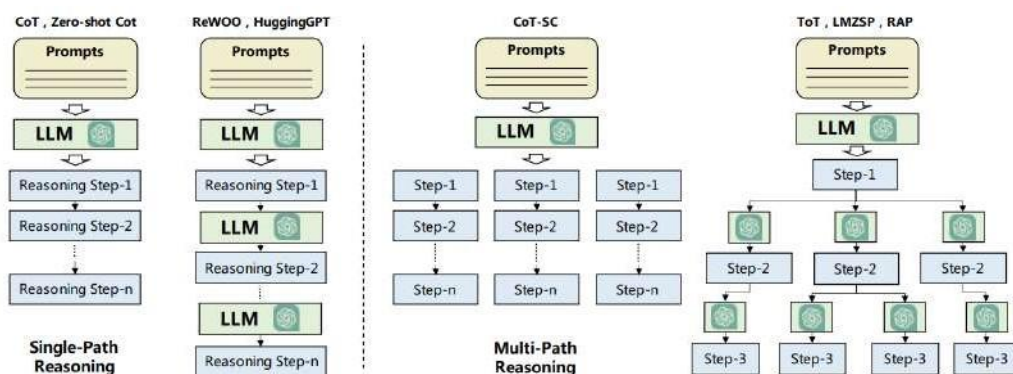 CoT , Zero-shot Cot
Prompts
LLM
Reasoning Step-1
Reasoning Step-2
Reasoning Step-n
Single-Path
Reasoning
ReWOO , HuggingGPT
Prompts
LLM
Reasoning Step-1
LLM
Reasoning Step-2
LLM
Reasoning Step-n
CoT-SC
Prompts
LLM
Step-1 Step-1 Step-1
Step-2 Step-2 Step-2
Step-n Step-n Step-n
Multi-Path
Reasoning
ToT , LMZSP , RAP
Prompts
LLM
Step-1
Step-2 Step-2 Step-2
Step-3 Step-3 Step-3 Step-3